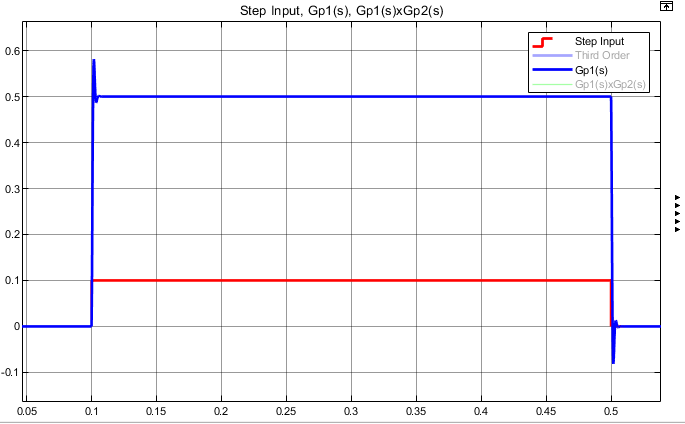 Step Input, Gp1(s), Gp1(s)xGp2(s)
Step Input
Third Order
Gp1(s)
Gp1(s)xGp2(s)
0.6
0.5
0.4
0.3
0.2
0.1
0
-0.1
0.05 0.1 0.15 0.2 0.25 0.3 0.35 0.4 0.45 0.5